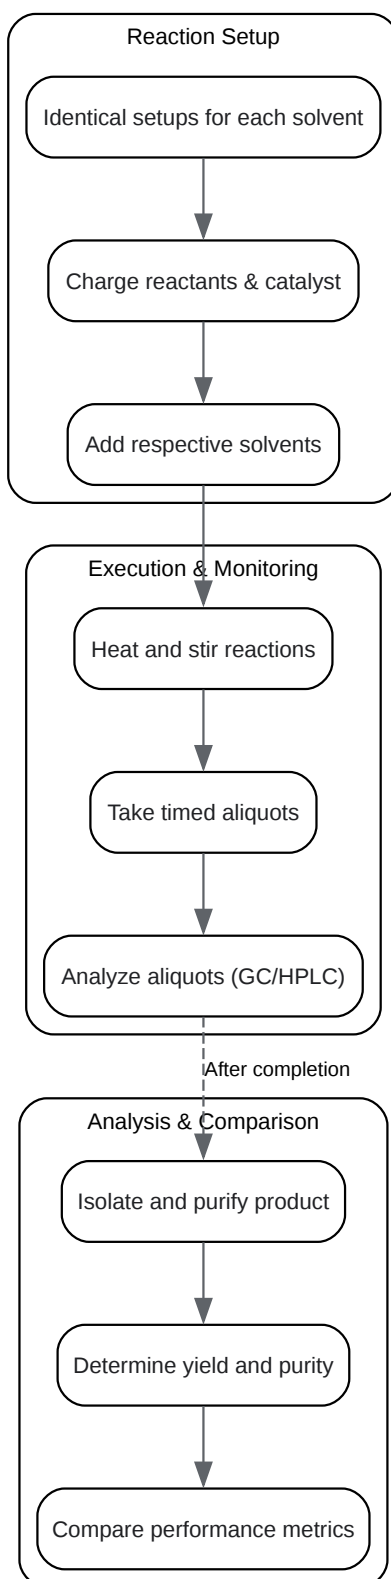 Reaction Setup
Identical setups for each solvent
Charge reactants & catalyst
Add respective solvents
Execution & Monitoring
Heat and stir reactions
Take timed aliquots
Analyze aliquots (GC/HPLC)
After completion
Analysis & Comparison
Isolate and purify product
Determine yield and purity
Compare performance metrics